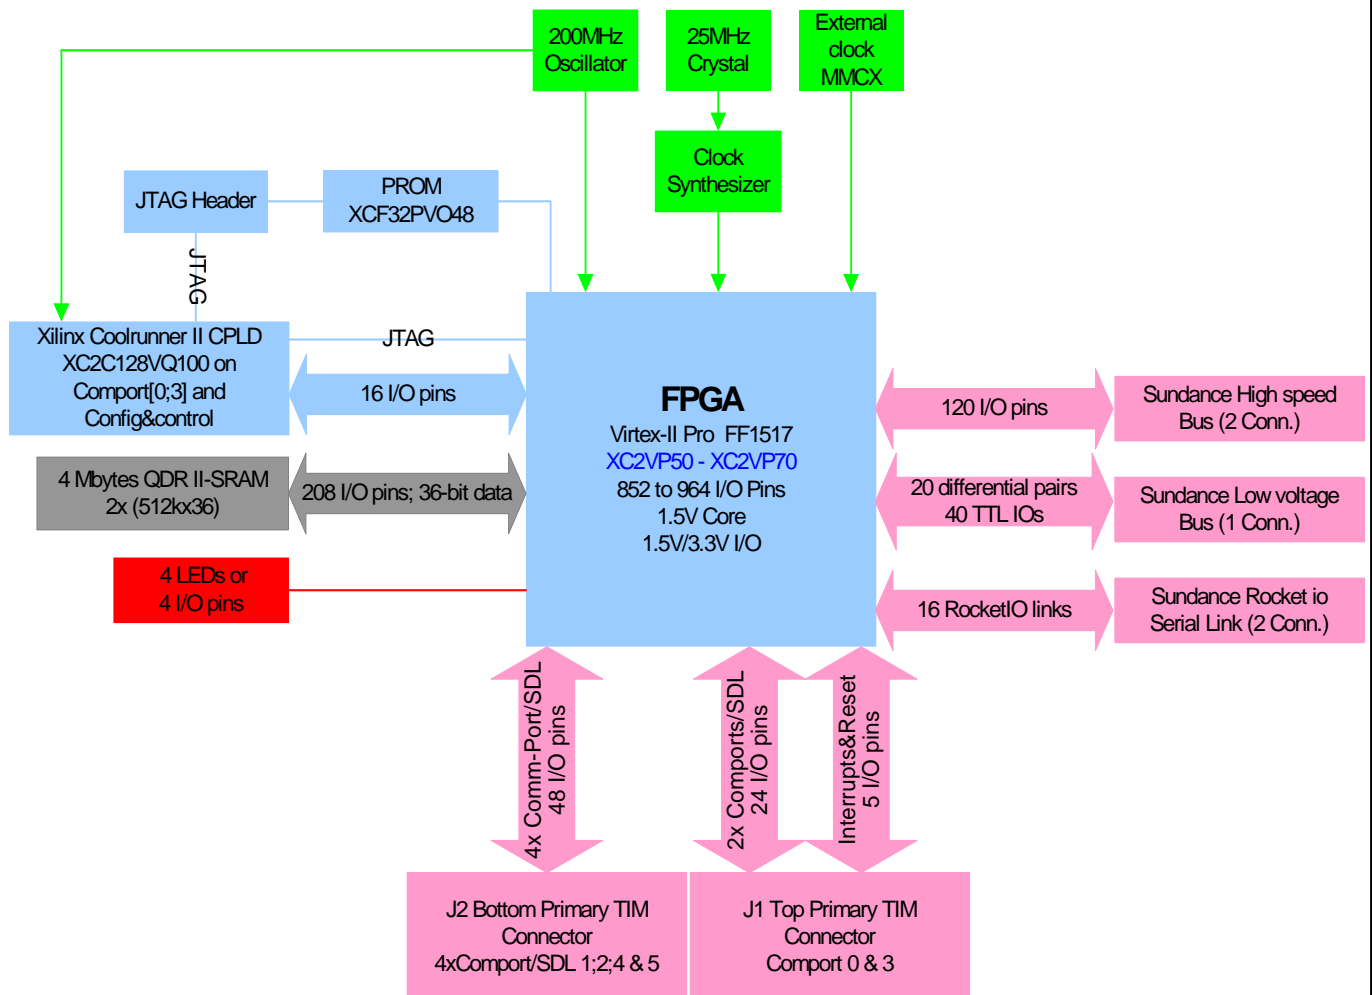 200MHz
Oscillator
25MHz
Crystal
External
clock
MMCX
Clock
Synthesizer
JTAG Header
PROM
XCF32PVO48
JTAG
Xilinx Coolrunner II CPLD
XC2C128VQ100 on
Comport[0;3] and
Config&control
JTAG
16 I/O pins
FPGA
Virtex-II Pro FF1517
XC2VP50 - XC2VP70
852 to 964 I/O Pins
1.5V Core
1.5V/3.3V I/O
120 I/O pins
Sundance High speed
Bus (2 Conn.)
4 Mbytes QDR II-SRAM
2x (512kx36)
208 I/O pins; 36-bit data
20 differential pairs
40 TTL IOs
Sundance Low voltage
Bus (1 Conn.)
4 LEDs or
4 I/O pins
16 RocketIO links
Sundance Rocket io
Serial Link (2 Conn.)
4x Comm-Port/SDL
48 I/O pins
2x Comports/SDL
24 I/O pins
Interrupts&Reset
5 I/O pins
J2 Bottom Primary TIM
Connector
4xComport/SDL 1;2;4 & 5
J1 Top Primary TIM
Connector
Comport 0 & 3